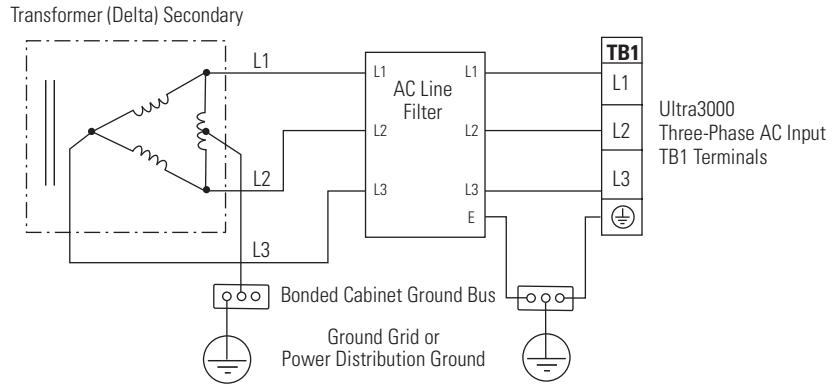 Transformer (Delta) Secondary
L1
L2
L3
L1
L2
L3
AC Line
Filter
L1
L2
L3
E
TB1
L1
L2
L3
Ultra3000
Three-Phase AC Input
TB1 Terminals
Bonded Cabinet Ground Bus
Ground Grid or
Power Distribution Ground